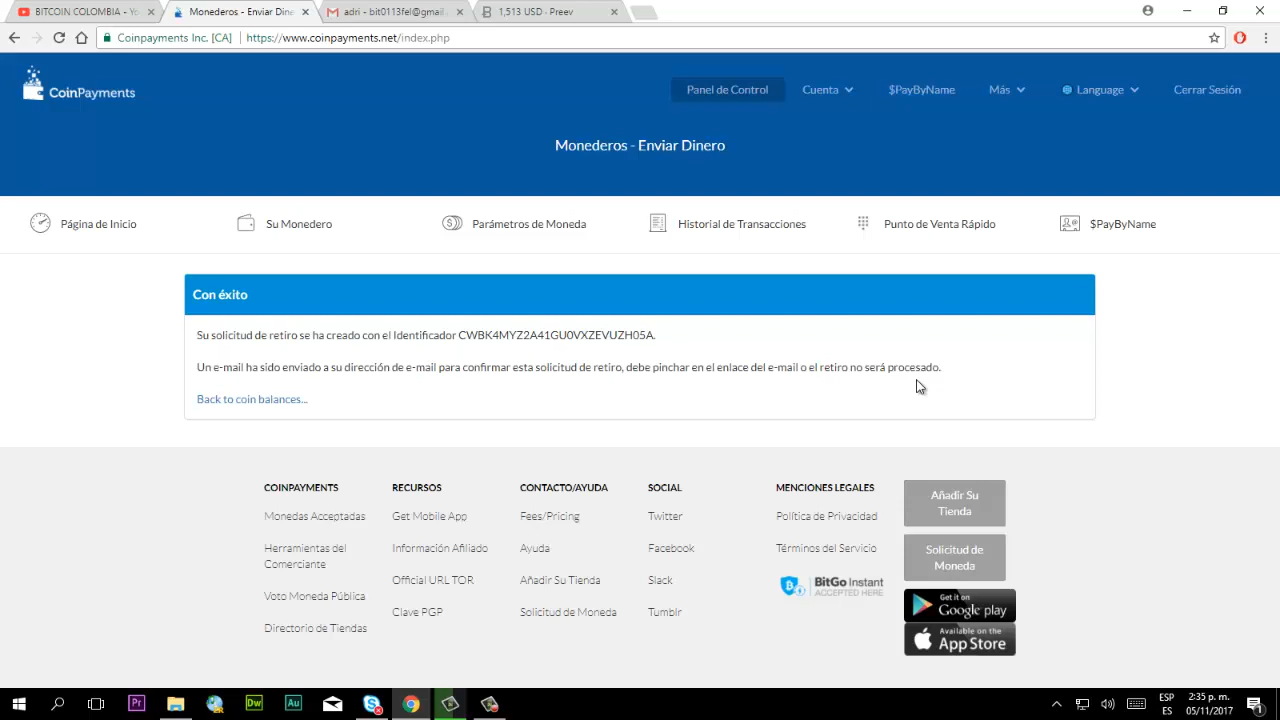 BITCOIN COLOMBIA - Yo
Monederos - Enviar Dine
adri - bit0113fel@gmail.
1,513 USD - Preev
Coinpayments Inc. [CA]
https://www.coinpayments.net/index.php
CoinPayments
Panel de Control
Cuenta
$PayByName
Más
Language
Cerrar Sesión
Monederos - Enviar Dinero
Página de Inicio
Su Monedero
Parámetros de Moneda
Historial de Transacciones
Punto de Venta Rápido
$PayByName
Con éxito
Su solicitud de retiro se ha creado con el Identificador CWBK4MYZ2A41GU0VXZEVUZH05A.
Un e-mail ha sido enviado a su dirección de e-mail para confirmar esta solicitud de retiro, debe pinchar en el enlace del e-mail o el retiro no será procesado.
Back to coin balances...
COINPAYMENTS
Monedas Acceptadas
Herramientas del
Comerciante
Voto Moneda Pública
Directorio de Tiendas
RECURSOS
Get Mobile App
Información Afiliado
Official URL TOR
Clave PGP
CONTACTO/AYUDA
Fees/Pricing
Ayuda
Añadir Su Tienda
Solicitud de Moneda
SOCIAL
Twitter
Facebook
Slack
Tumblr
MENCIONES LEGALES
Política de Privacidad
Términos del Servicio
BitGo Instant
ACCEPTED HERE
Añadir Su
Tienda
Solicitud de
Moneda
Get it on
Google play
Available on the
App Store
Pr
Dw
Au
ESP
ES
2:35 p. m.
05/11/2017
1